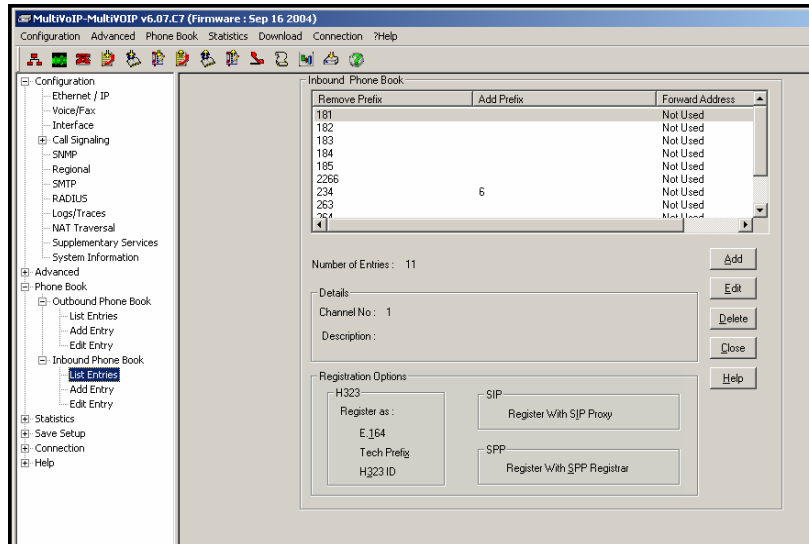 MultiVoIP-MultiVOIP v6.07.C7 (Firmware : Sep 16 2004)
Configuration Advanced Phone Book Statistics Download Connection ?Help
Configuration
Ethernet / IP
Voice/Fax
Interface
Call Signaling
SNMP
Regional
SMTP
RADIUS
Logs/Traces
NAT Traversal
Supplementary Services
System Information
Advanced
Phone Book
Outbound Phone Book
List Entries
Add Entry
Edit Entry
Inbound Phone Book
List Entries
Add Entry
Edit Entry
Statistics
Save Setup
Connection
Help
Inbound Phone Book
Remove Prefix Add Prefix Forward Address
181 Not Used
182 Not Used
183 Not Used
184 Not Used
185 Not Used
2266 Not Used
234 6 Not Used
263 Not Used
264 Not Used
Number of Entries : 11
Add
Edit
Delete
Close
Help
Details
Channel No : 1
Description :
Registration Options
H323
Register as :
E.164
Tech Prefix
H323 ID
SIP
Register With SIP Proxy
SPP
Register With SPP Registrar